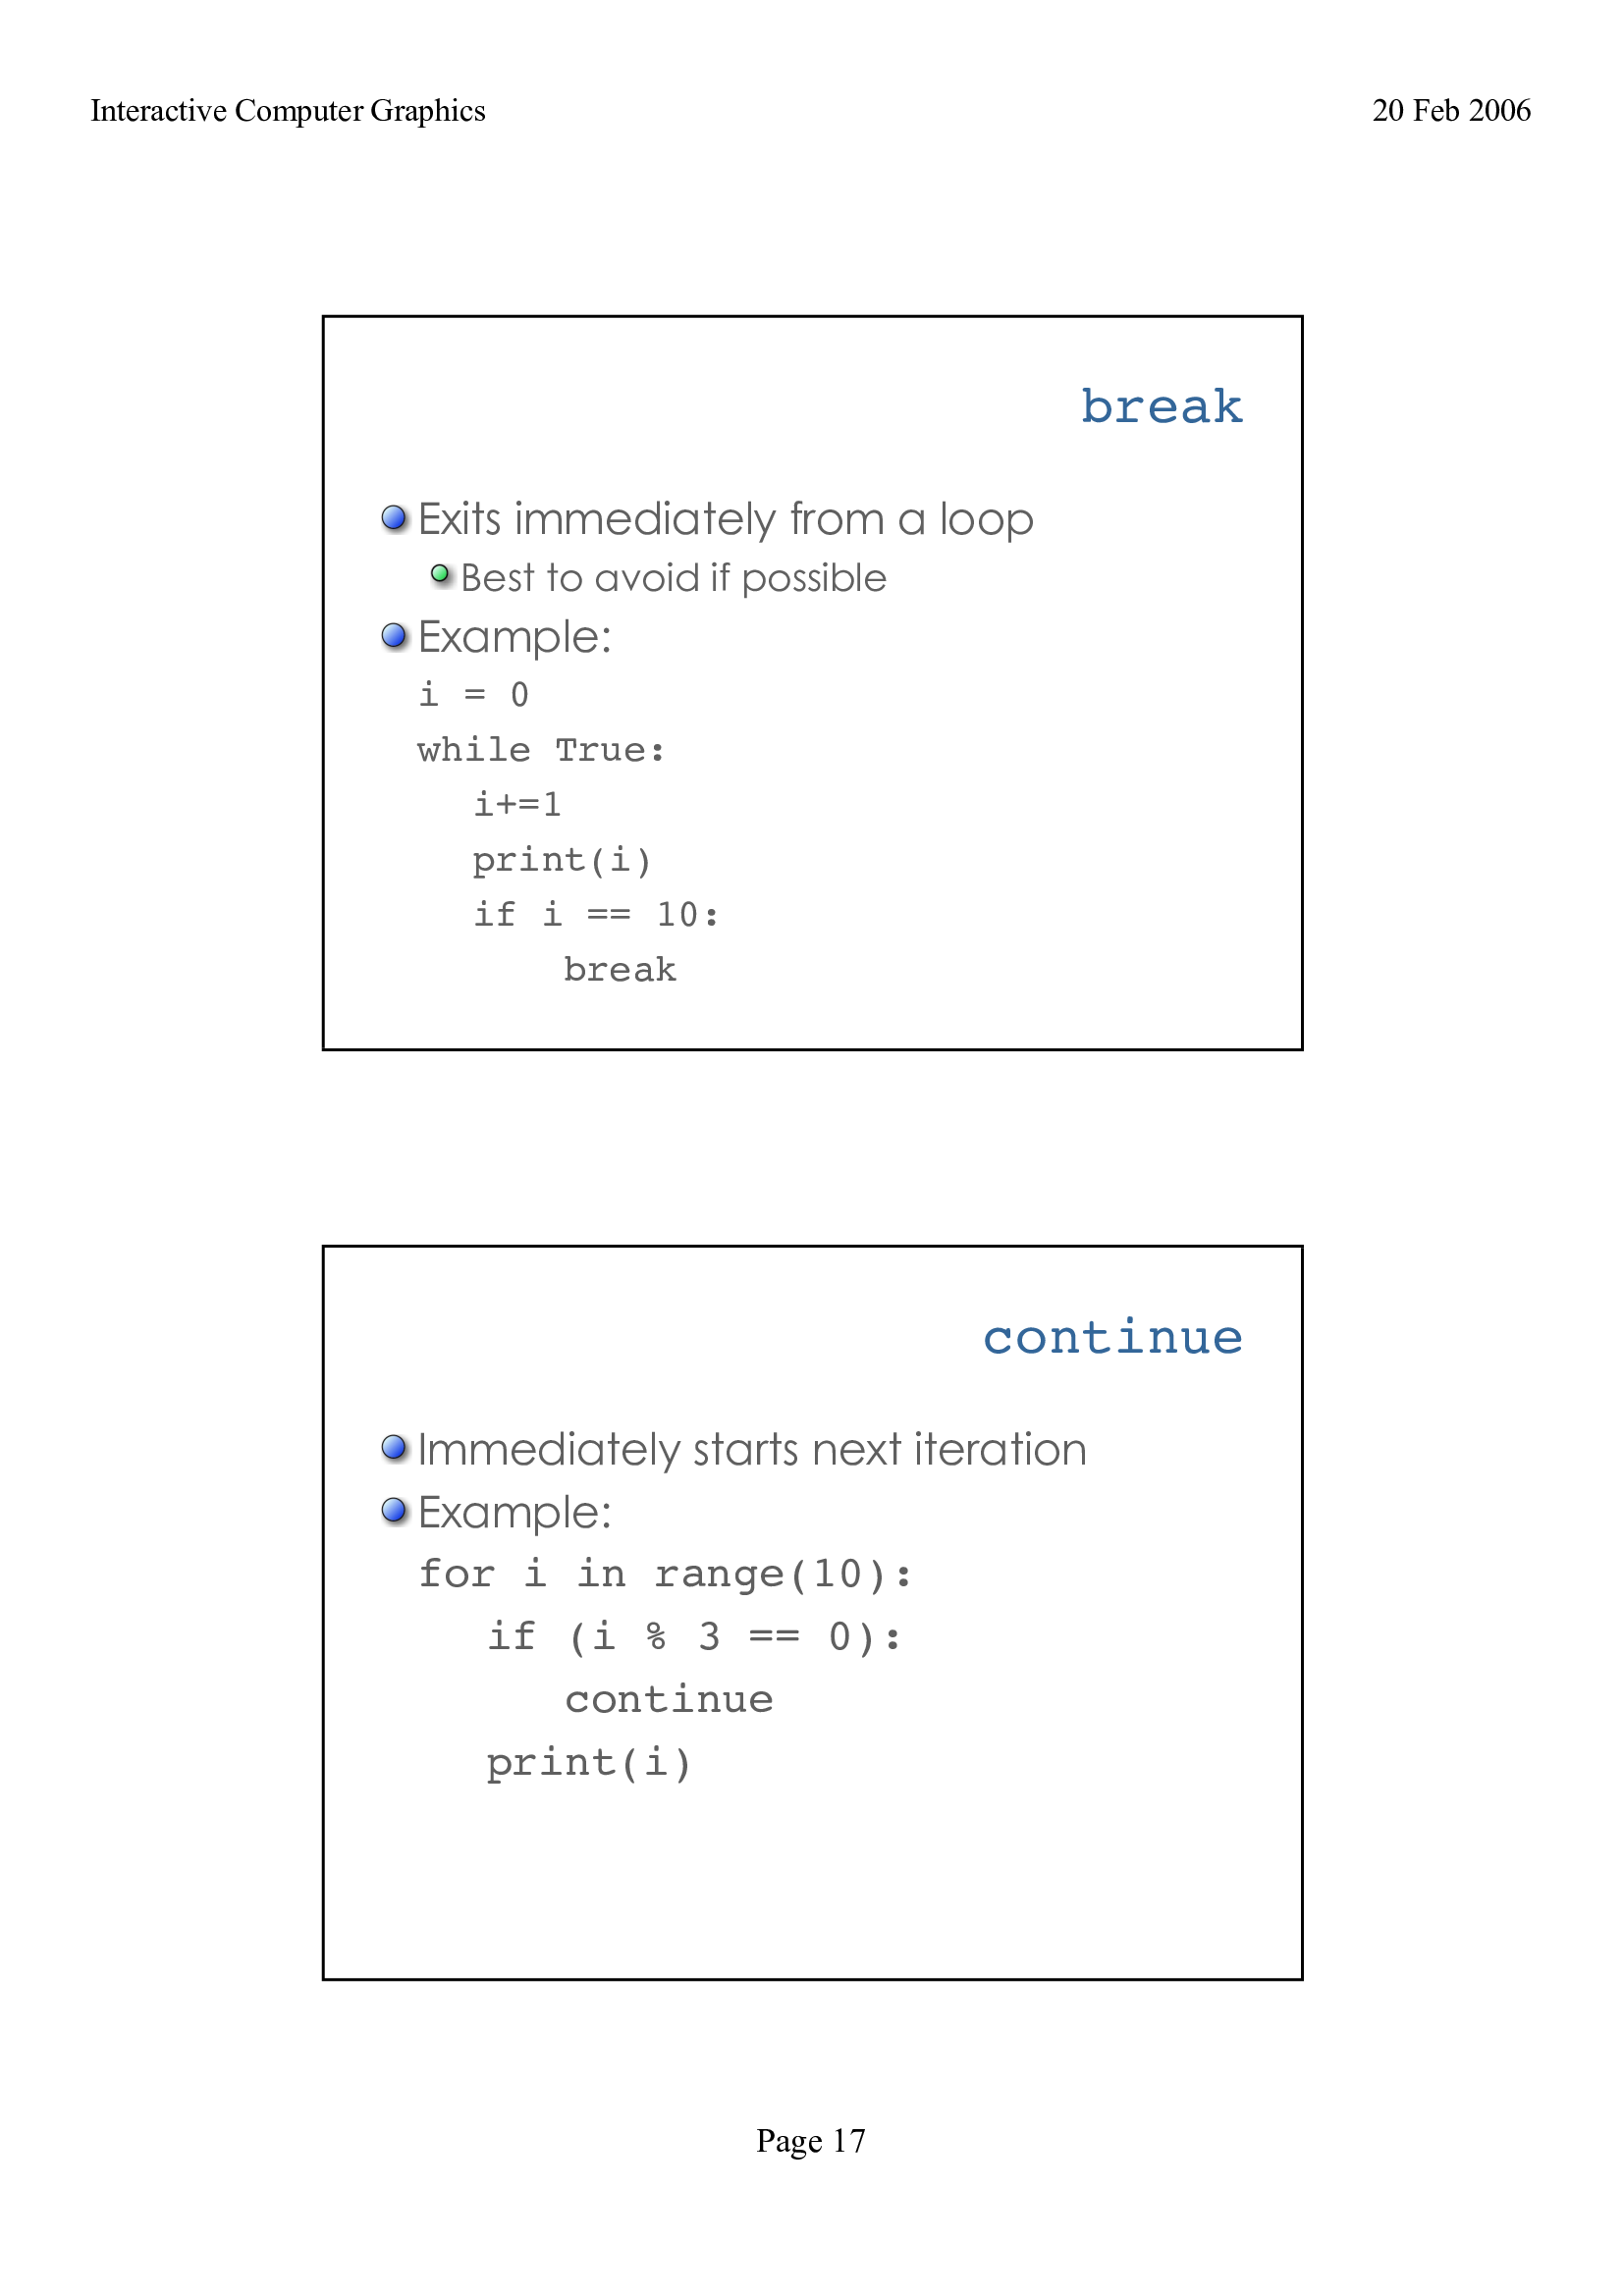 Interactive Computer Graphics
20 Feb 2006
break
Exits immediately from a loop
Best to avoid if possible
Example:
i = 0
while True:
i+=1
print(i)
if i == 10:
break
continue
Immediately starts next iteration
Example:
for i in range(10):
if (i % 3 == 0):
continue
print(i)
Page 17